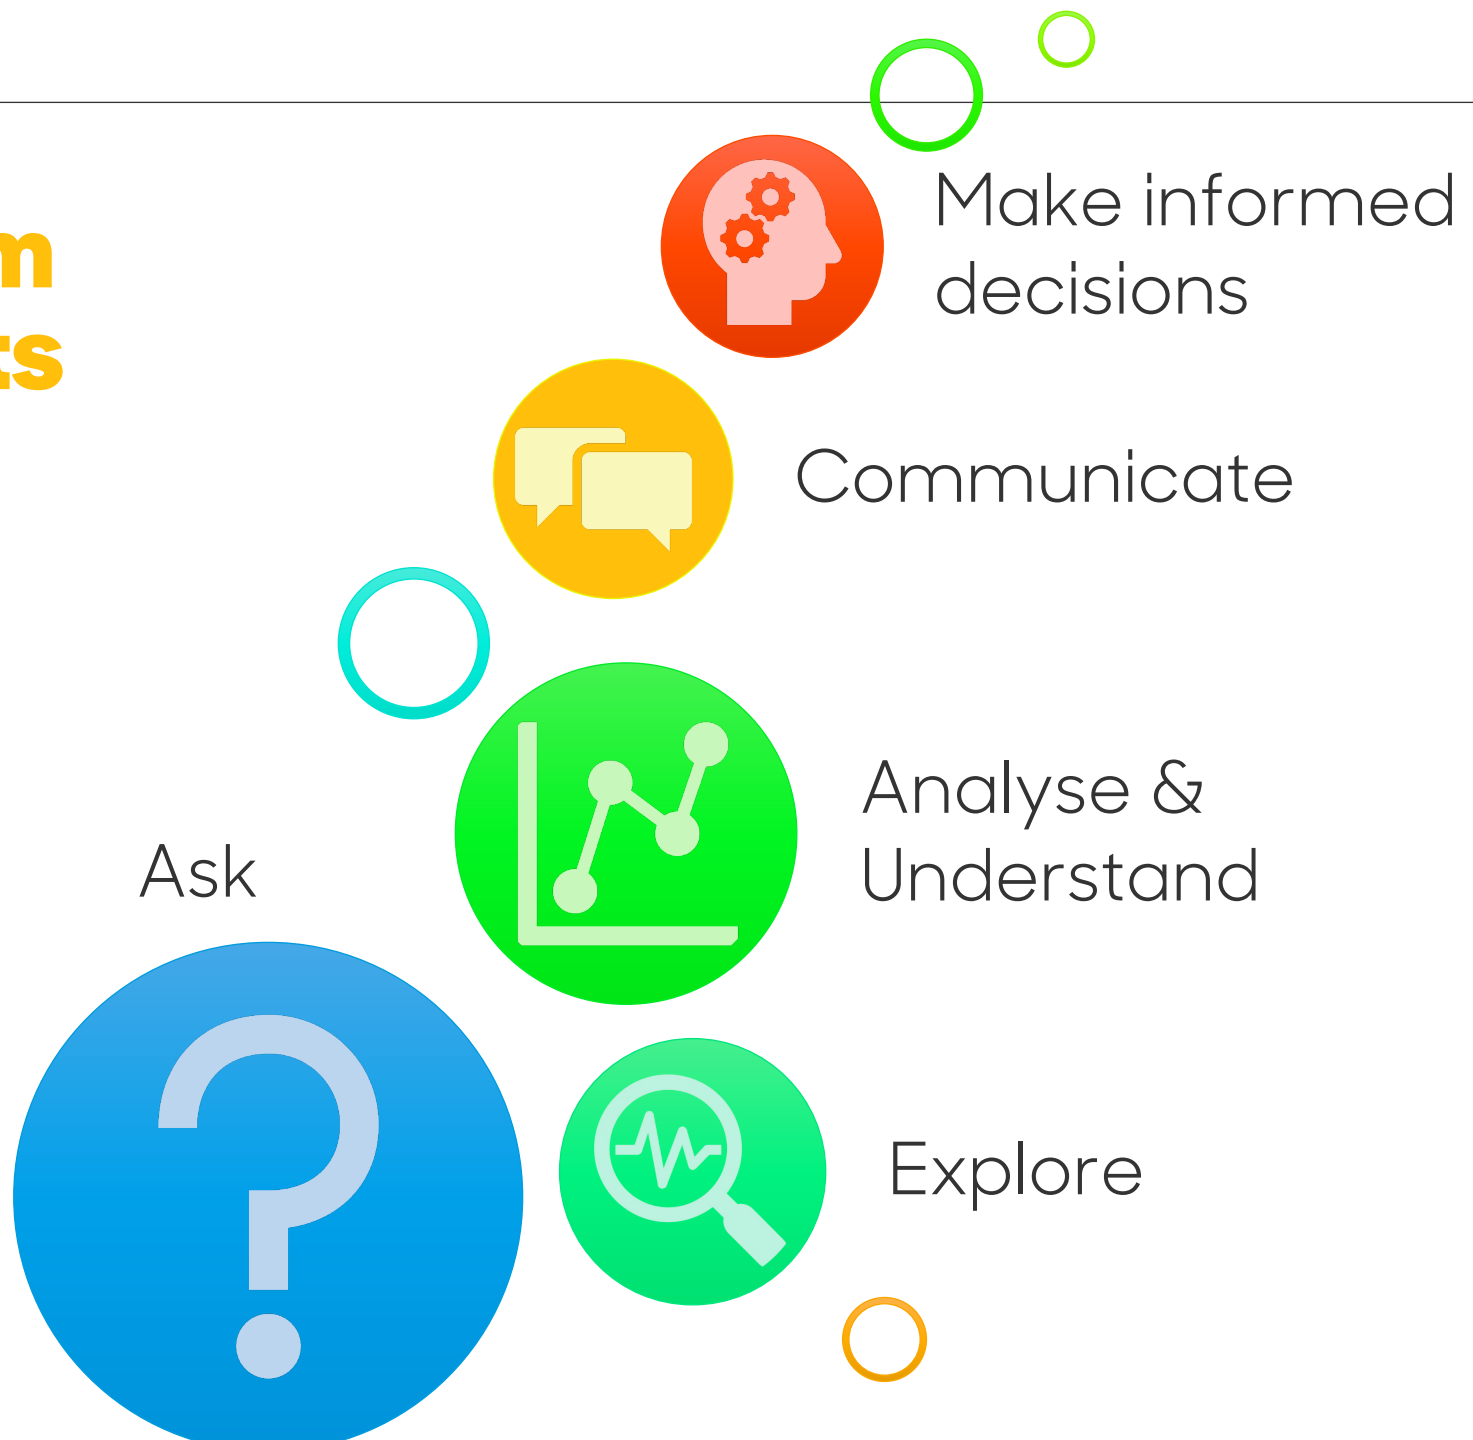 Make informed
decisions
Communicate
Analyse &
Understand
Ask
Explore